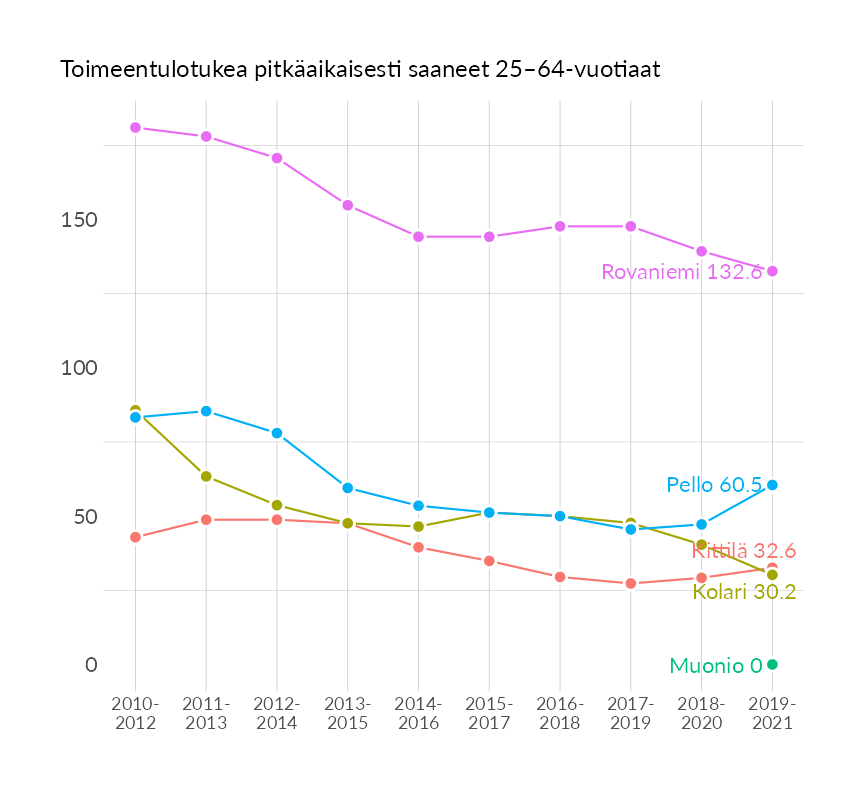 Toimeentulotukea pitkäaikaisesti saaneet 25–64-vuotiaat
150
100
50
0
Rovaniemi 132.6
Pello 60.5
Kittilä 32.6
Kolari 30.2
Muonio 0
2010- 2011- 2012- 2013- 2014- 2015- 2016- 2017- 2018- 2019-
2012 2013 2014 2015 2016 2017 2018 2019 2020 2021